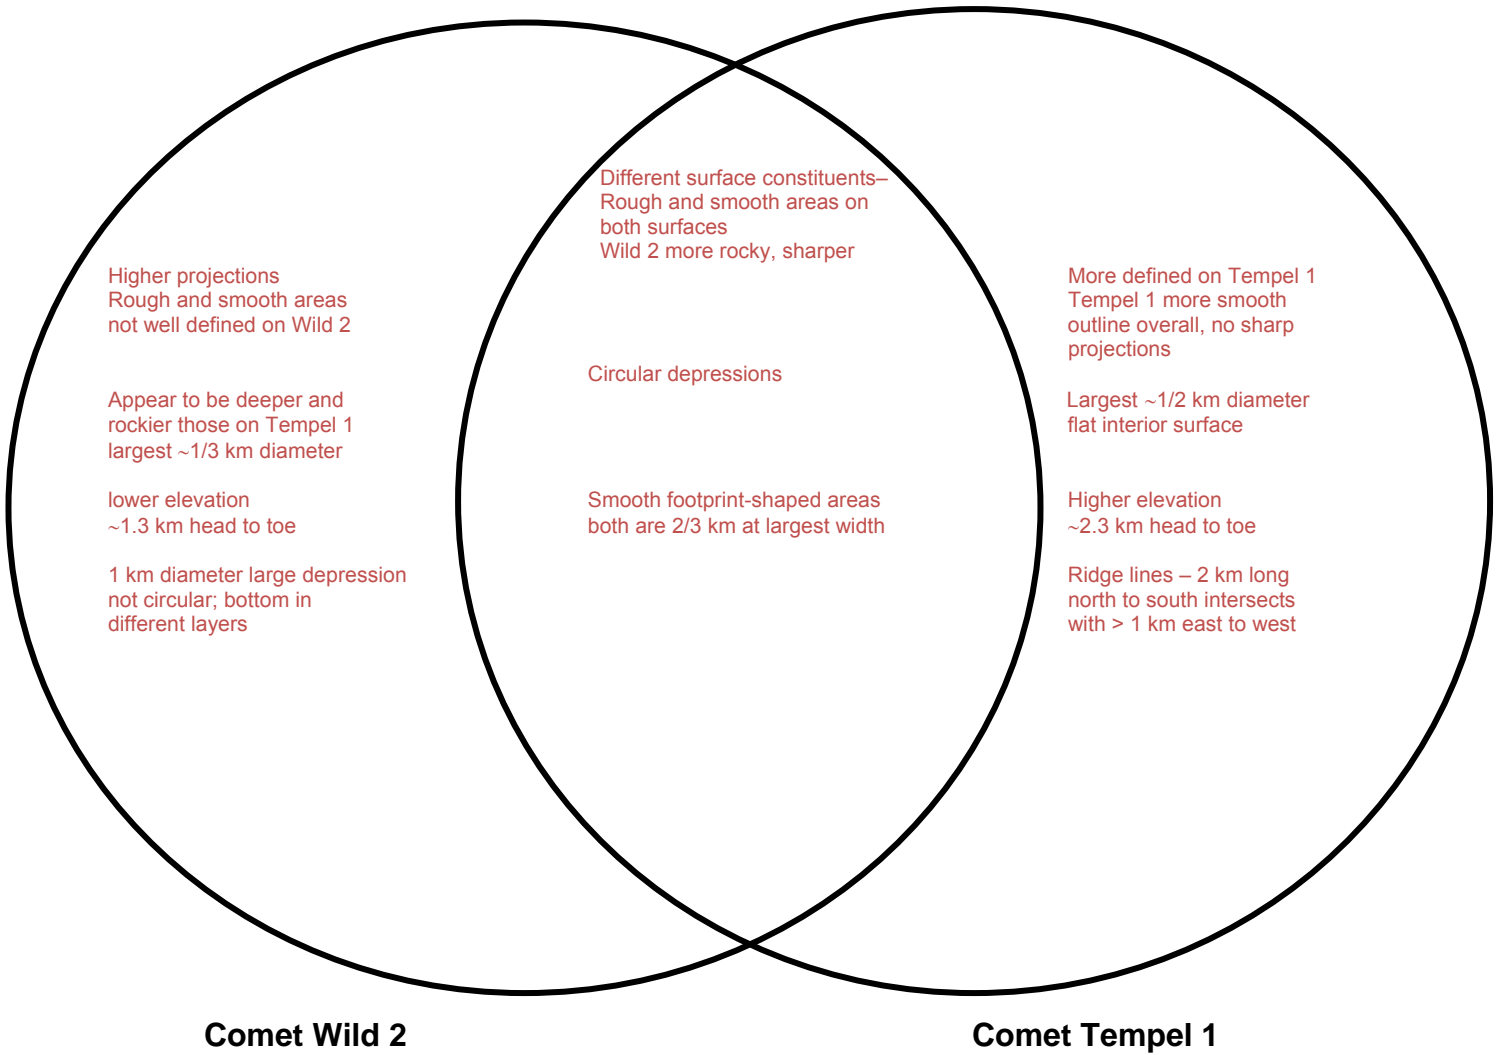 Different surface constituents–
Rough and smooth areas on
both surfaces
Wild 2 more rocky, sharper
Higher projections
Rough and smooth areas
not well defined on Wild 2
More defined on Tempel 1
Tempel 1 more smooth
outline overall, no sharp
projections
Circular depressions
Appear to be deeper and
rockier those on Tempel 1
largest ~1/3 km diameter
Largest ~1/2 km diameter
flat interior surface
lower elevation
~1.3 km head to toe
Smooth footprint-shaped areas
both are 2/3 km at largest width
Higher elevation
~2.3 km head to toe
1 km diameter large depression
not circular; bottom in
different layers
Ridge lines – 2 km long
north to south intersects
with > 1 km east to west
Comet Wild 2
Comet Tempel 1